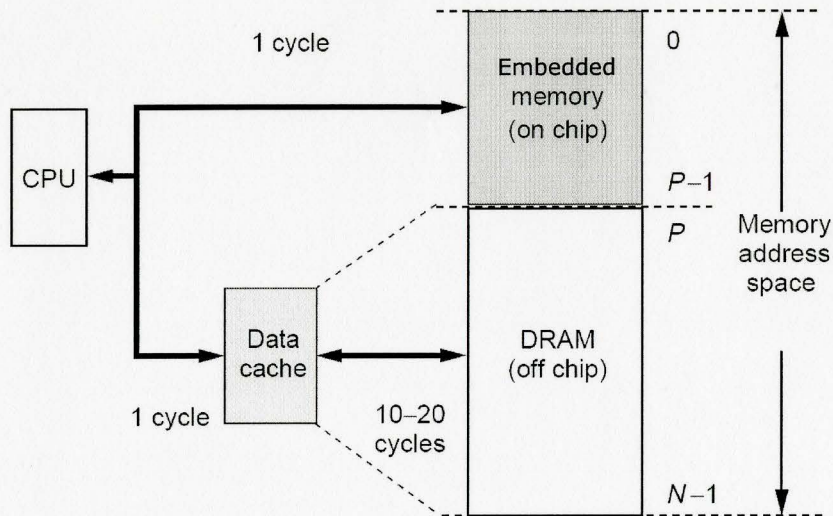 1 cycle
0
Embedded
memory
(on chip)
CPU
P–1
P
Memory
address
space
Data
cache
DRAM
(off chip)
1 cycle
10–20
cycles
N–1